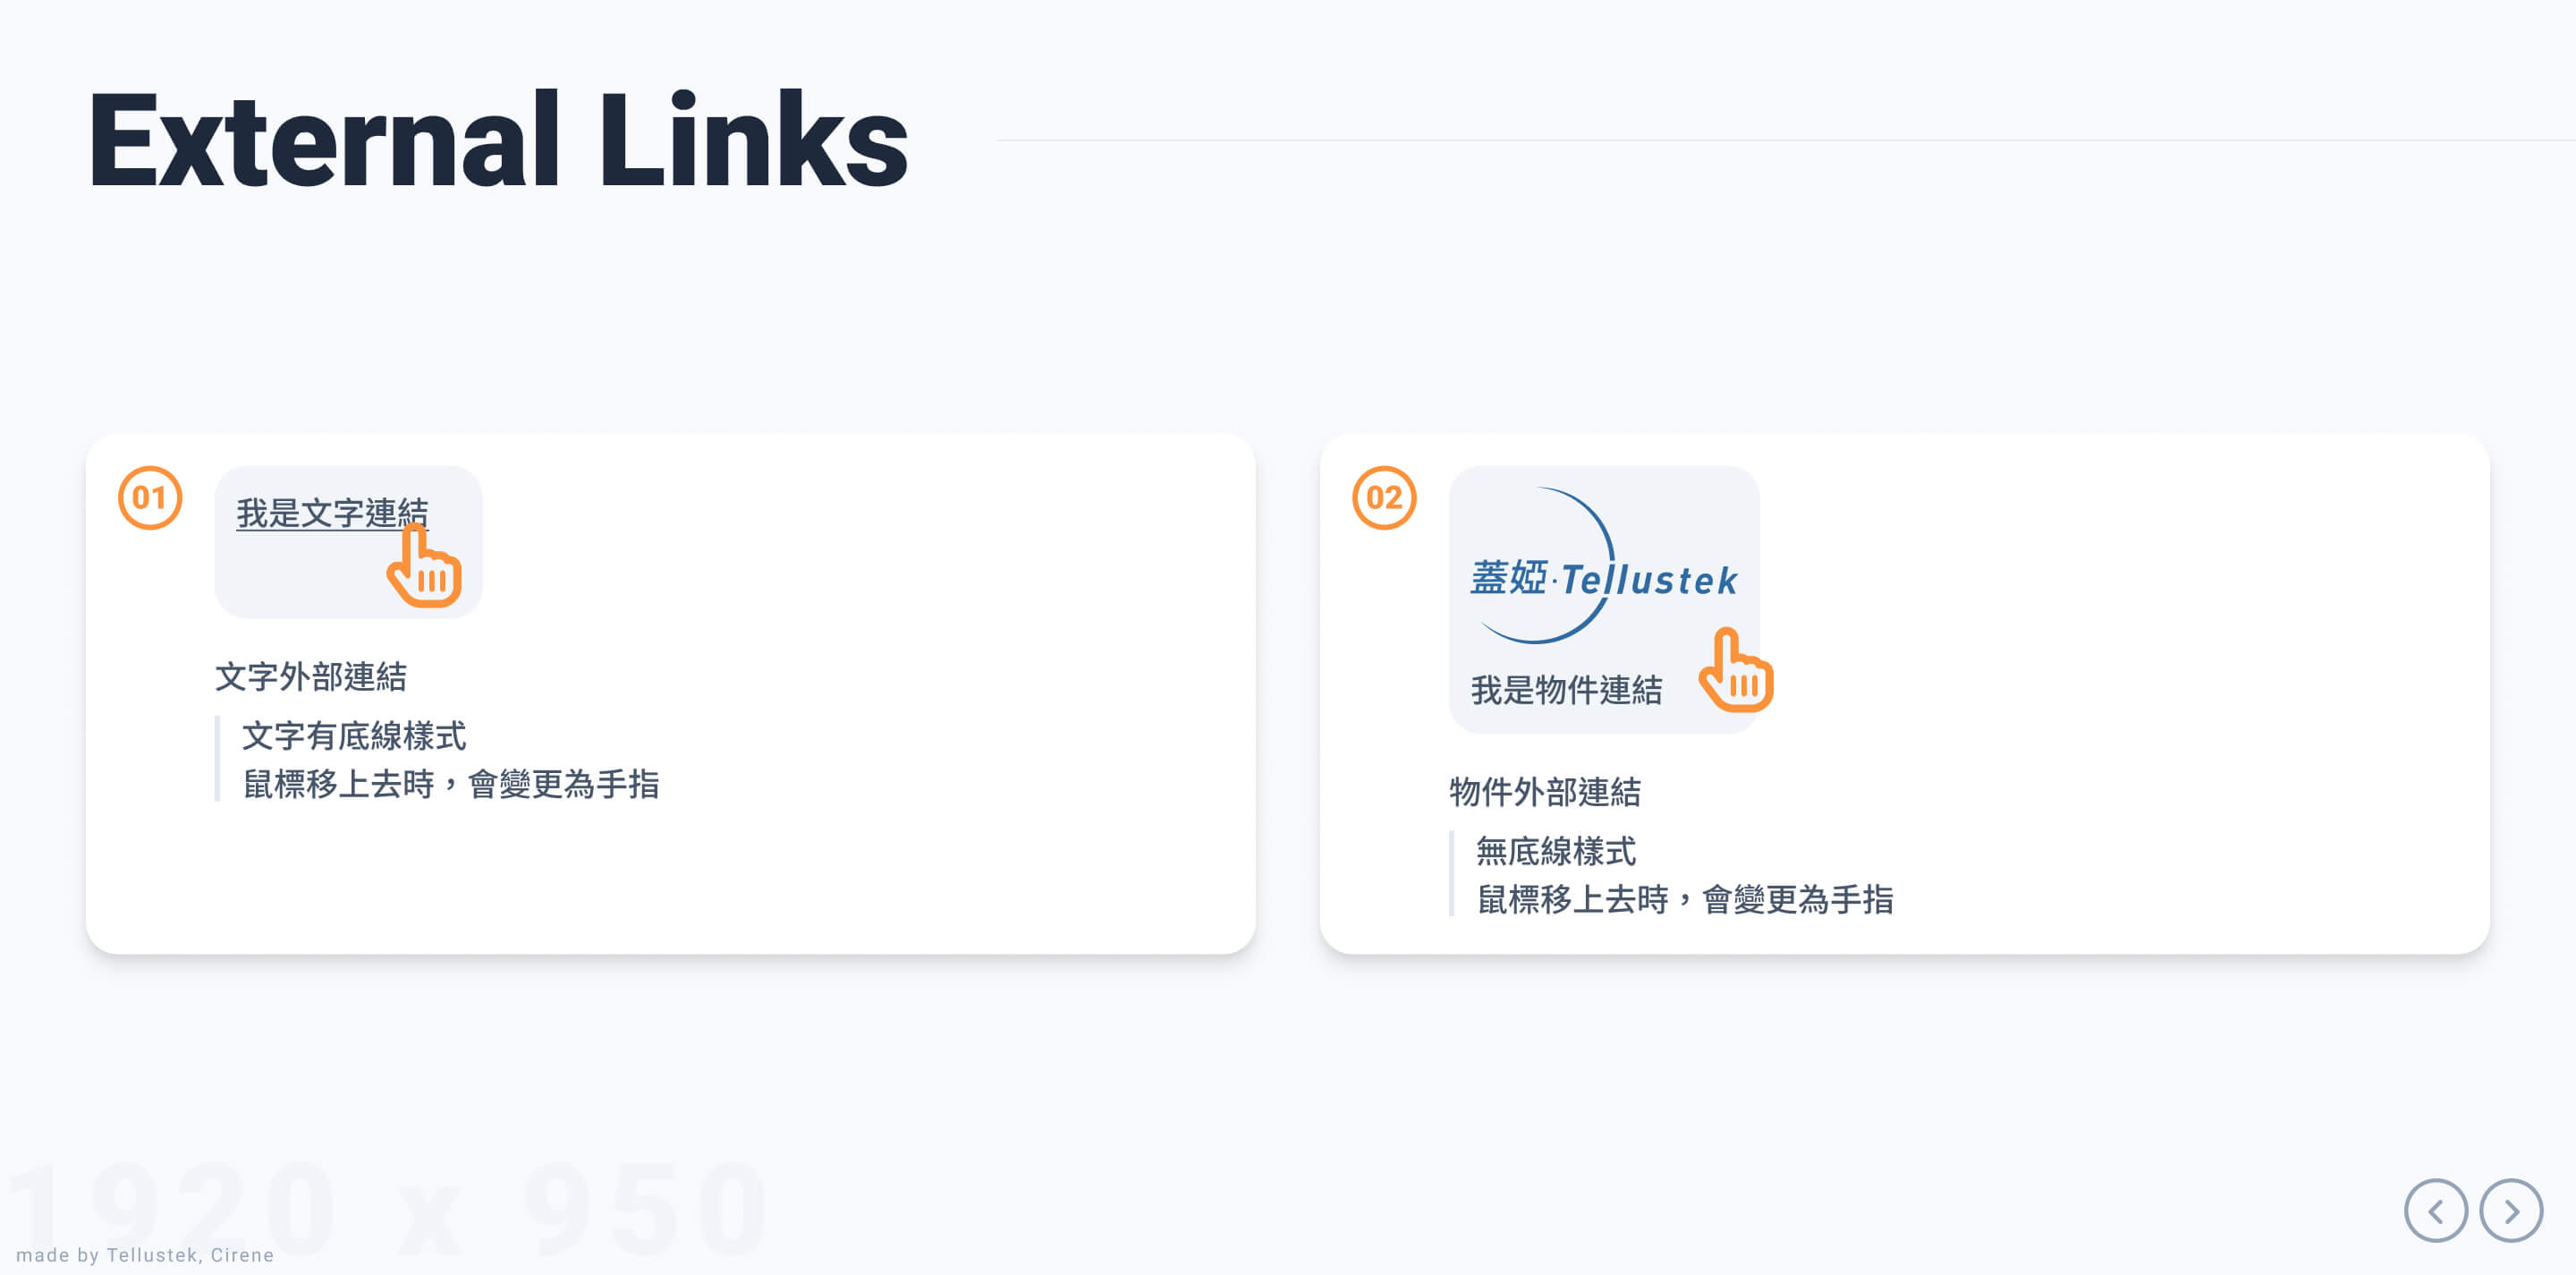 External Links
01
我是文字連結
文字外部連結
文字有底線樣式
鼠標移上去時，會變更為手指
02
蓋婭·Tellustek
我是物件連結
物件外部連結
無底線樣式
鼠標移上去時，會變更為手指
1920 x 950
made by Tellustek, Cirene